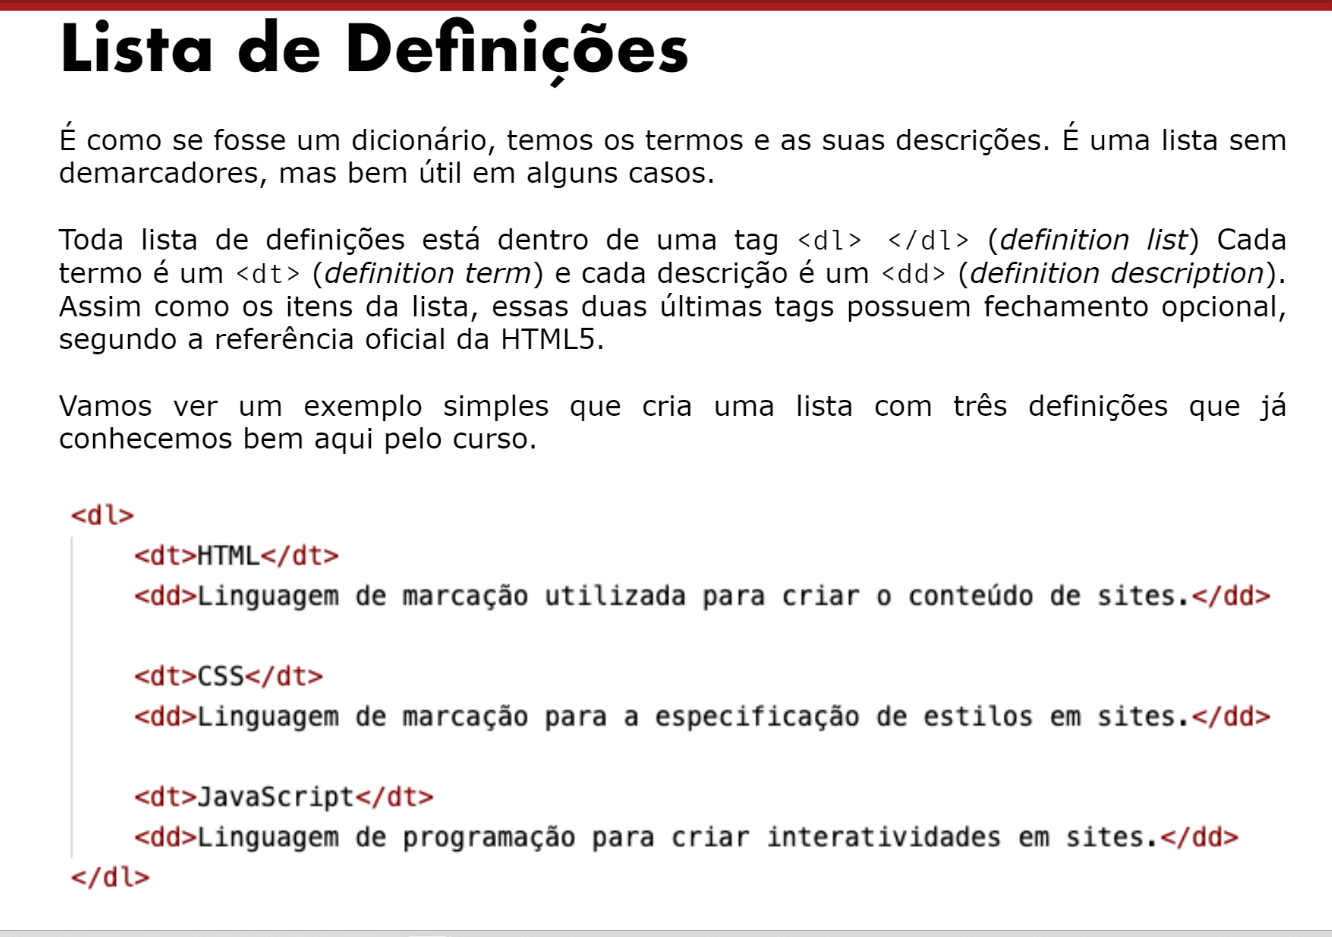 Lista de Definições
É como se fosse um dicionário, temos os termos e as suas descrições. É uma lista sem
demarcadores, mas bem útil em alguns casos.
Toda lista de definições está dentro de uma tag <dl> </dl> (definition list) Cada
termo é um <dt> (definition term) e cada descrição é um <dd> (definition description).
Assim como os itens da lista, essas duas últimas tags possuem fechamento opcional,
segundo a referência oficial da HTML5.
Vamos ver um exemplo simples que cria uma lista com três definições que já
conhecemos bem aqui pelo curso.
<dl>
<dt>HTML</dt>
<dd>Linguagem de marcação utilizada para criar o conteúdo de sites.</dd>
<dt>CSS</dt>
<dd>Linguagem de marcação para a especificação de estilos em sites.</dd>
<dt>JavaScript</dt>
<dd>Linguagem de programação para criar interatividades em sites.</dd>
</dl>